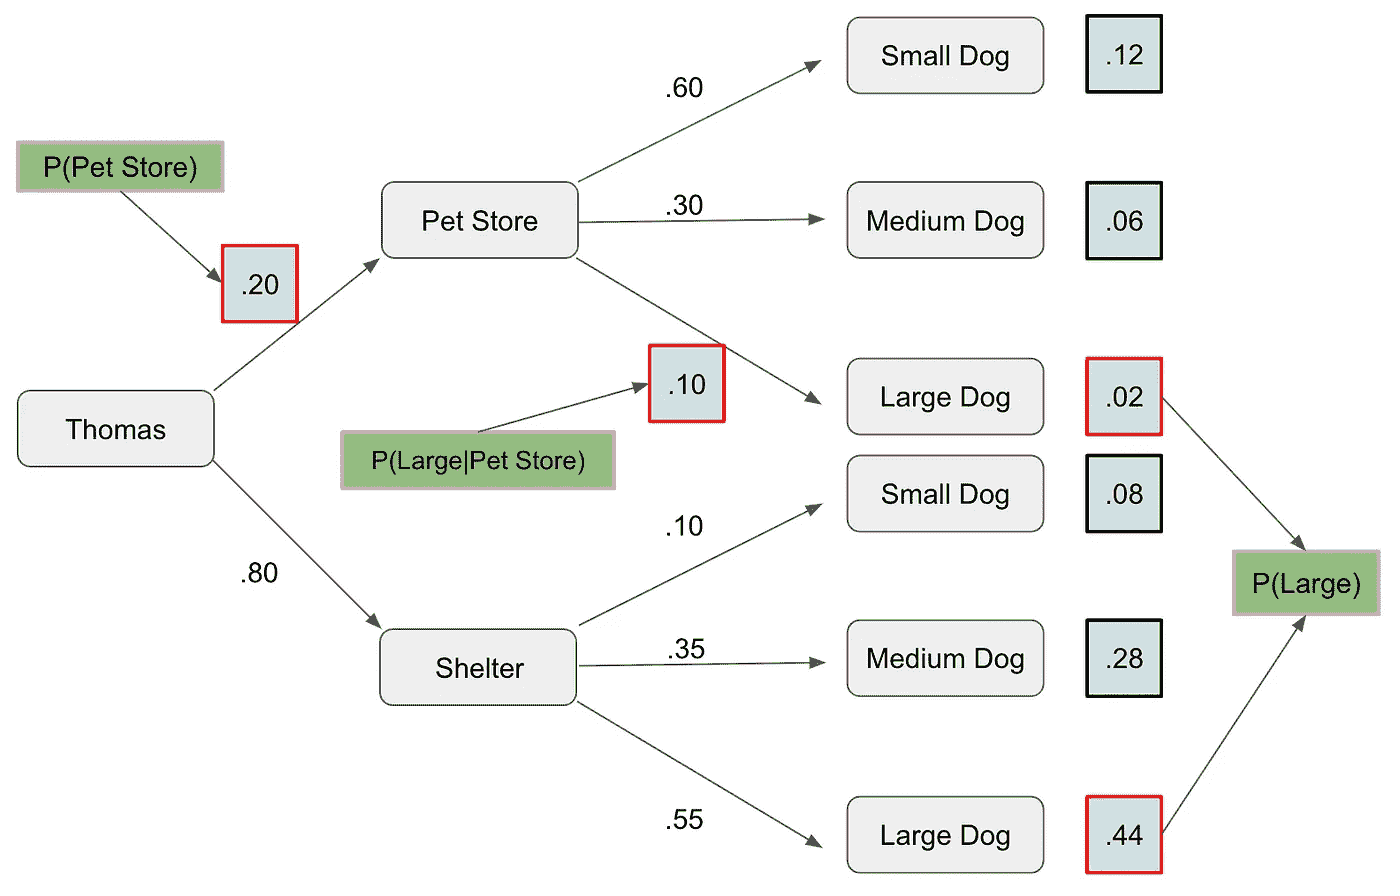 Small Dog
.12
.60
P(Pet Store)
Pet Store
.30
Medium Dog
.06
.20
.10
Large Dog
.02
Thomas
P(Large|Pet Store)
Small Dog
.08
.10
.80
P(Large)
Shelter
.35
Medium Dog
.28
.55
Large Dog
.44